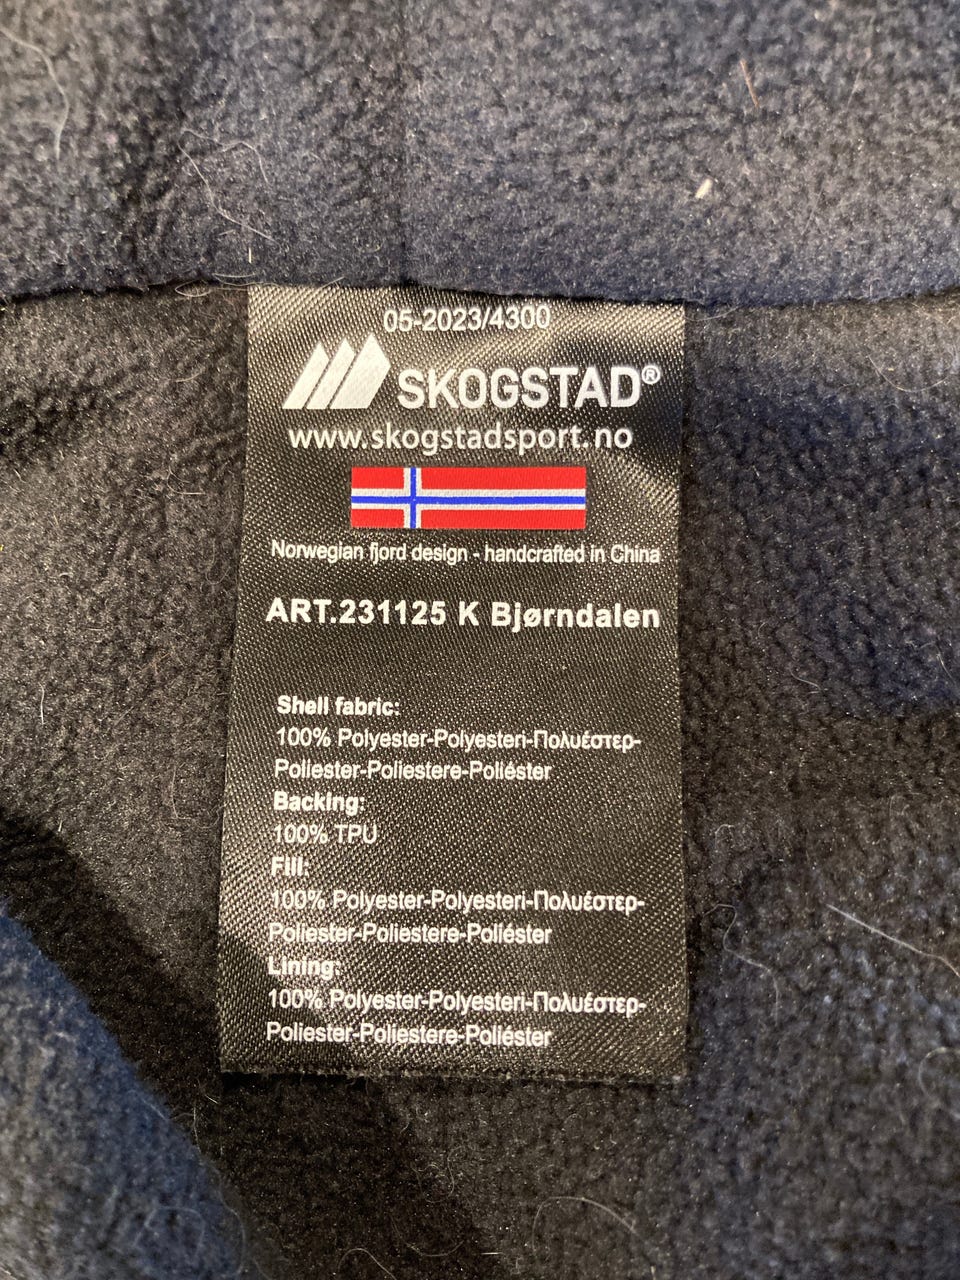 05-2023/4300
SKOGSTAD®
www.skogstadsport.no
Norwegian fjord design - handcrafted in China
ART.231125 K Bjørndalen
Shell fabric:
100% Polyester-Polyesteri-Πολυέστερ-
Poliester-Poliestere-Poliéster
Backing:
100% TPU
Fill:
100% Polyester-Polyesteri-Πολυέστερ-
Poliester-Poliestere-Poliéster
Lining:
100% Polyester-Polyesteri-Πολυέστερ-
Poliester-Poliestere-Poliéster